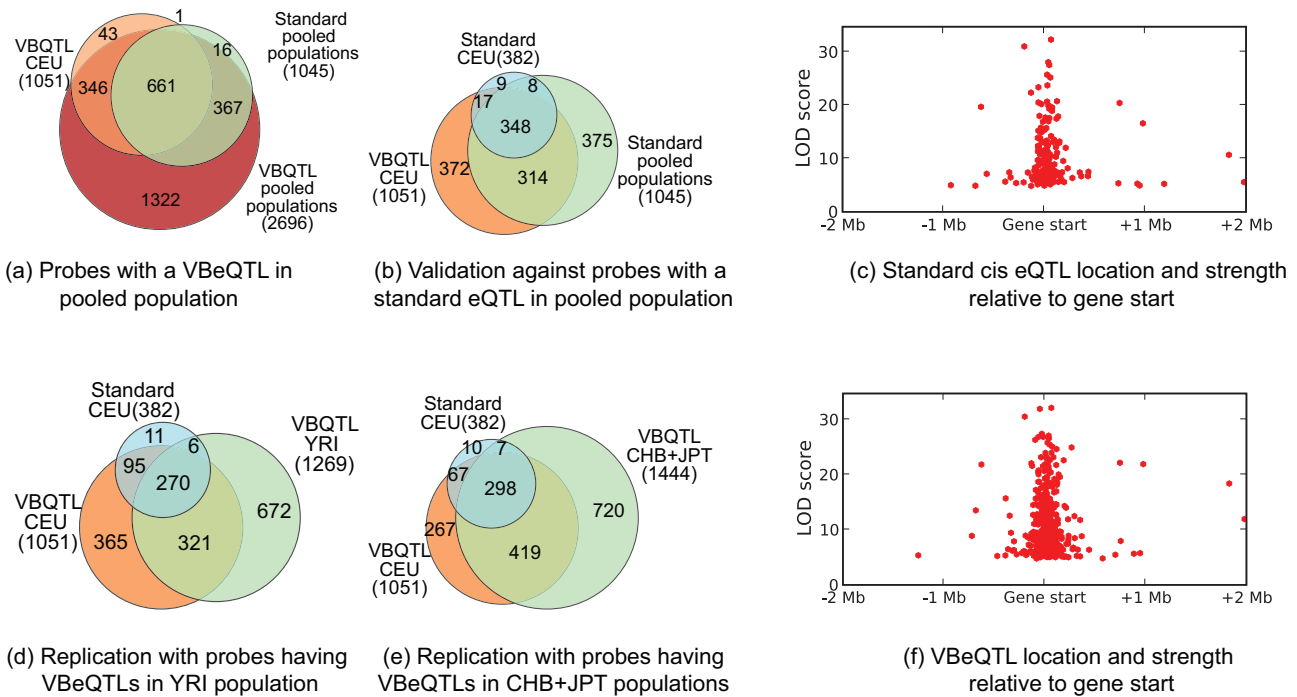 VBQTL
CEU
(1051)
43
1
Standard
pooled
populations
(1045)
16
346
661
367
1322
VBQTL
pooled
populations
(2696)
(a) Probes with a VBeQTL in
pooled population
Standard
CEU(382)
9
8
17
348
375
372
314
VBQTL
CEU
(1051)
Standard
pooled
populations
(1045)
(b) Validation against probes with a
standard eQTL in pooled population
LOD score
30
20
10
0
-2 Mb -1 Mb Gene start +1 Mb +2 Mb
(c) Standard cis eQTL location and strength
relative to gene start
Standard
CEU(382)
11
6
VBQTL
YRI
(1269)
95
270
672
VBQTL
CEU
(1051)
365
321
(d) Replication with probes having
VBeQTLs in YRI population
Standard
CEU(382)
10
7
VBQTL
CHB+JPT
(1444)
67
298
720
267
419
VBQTL
CEU
(1051)
(e) Replication with probes having
VBeQTLs in CHB+JPT populations
LOD score
30
20
10
0
-2 Mb -1 Mb Gene start +1 Mb +2 Mb
(f) VBeQTL location and strength
relative to gene start